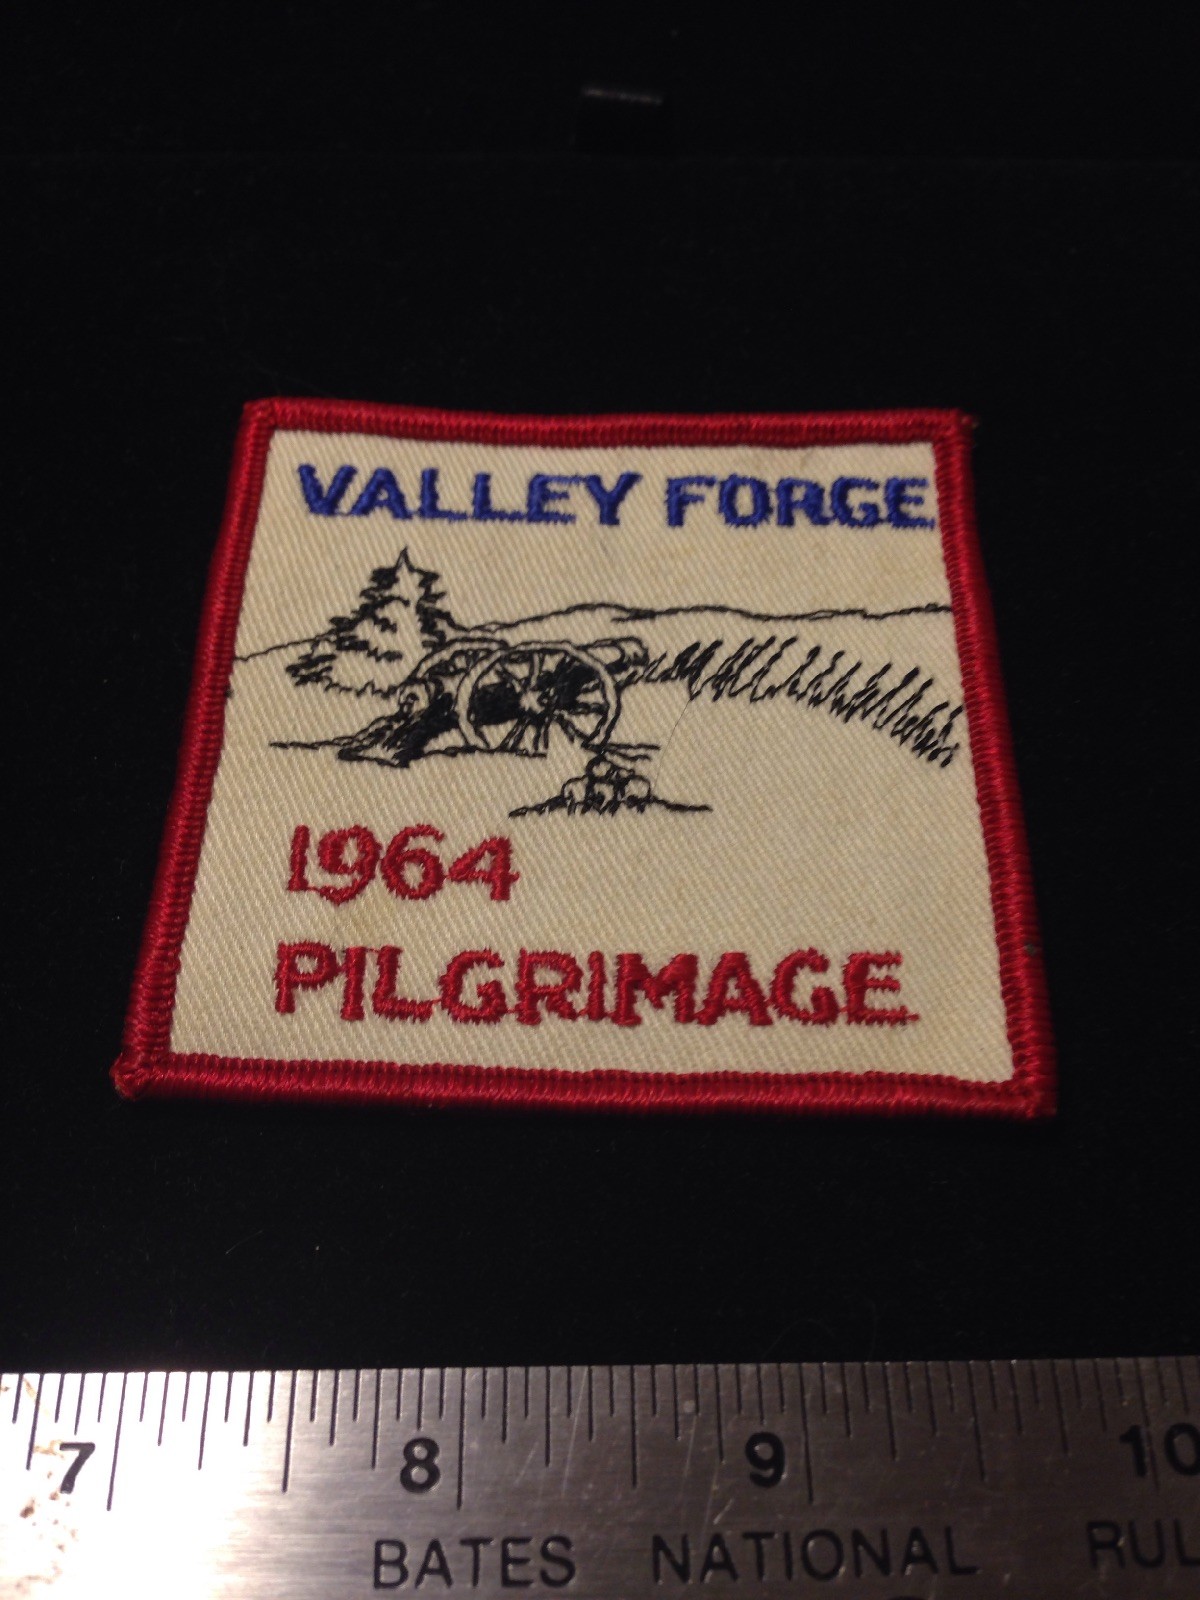 VALLEY FORGE
1964
PILGRIMAGE
7 8 9 10
BATES NATIONAL RUL